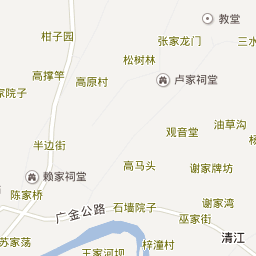 教堂
柑子园
张家龙门
三水
松树林
高撑竿
高原村
卢家祠堂
家院子
油草沟
观音堂
杨
半边街
高马头
谢家牌坊
赖家祠堂
陈家桥
谢家湾
广金公路
石墙院子
巫家街
苏家荡
清江
梓潼村
王家河坝